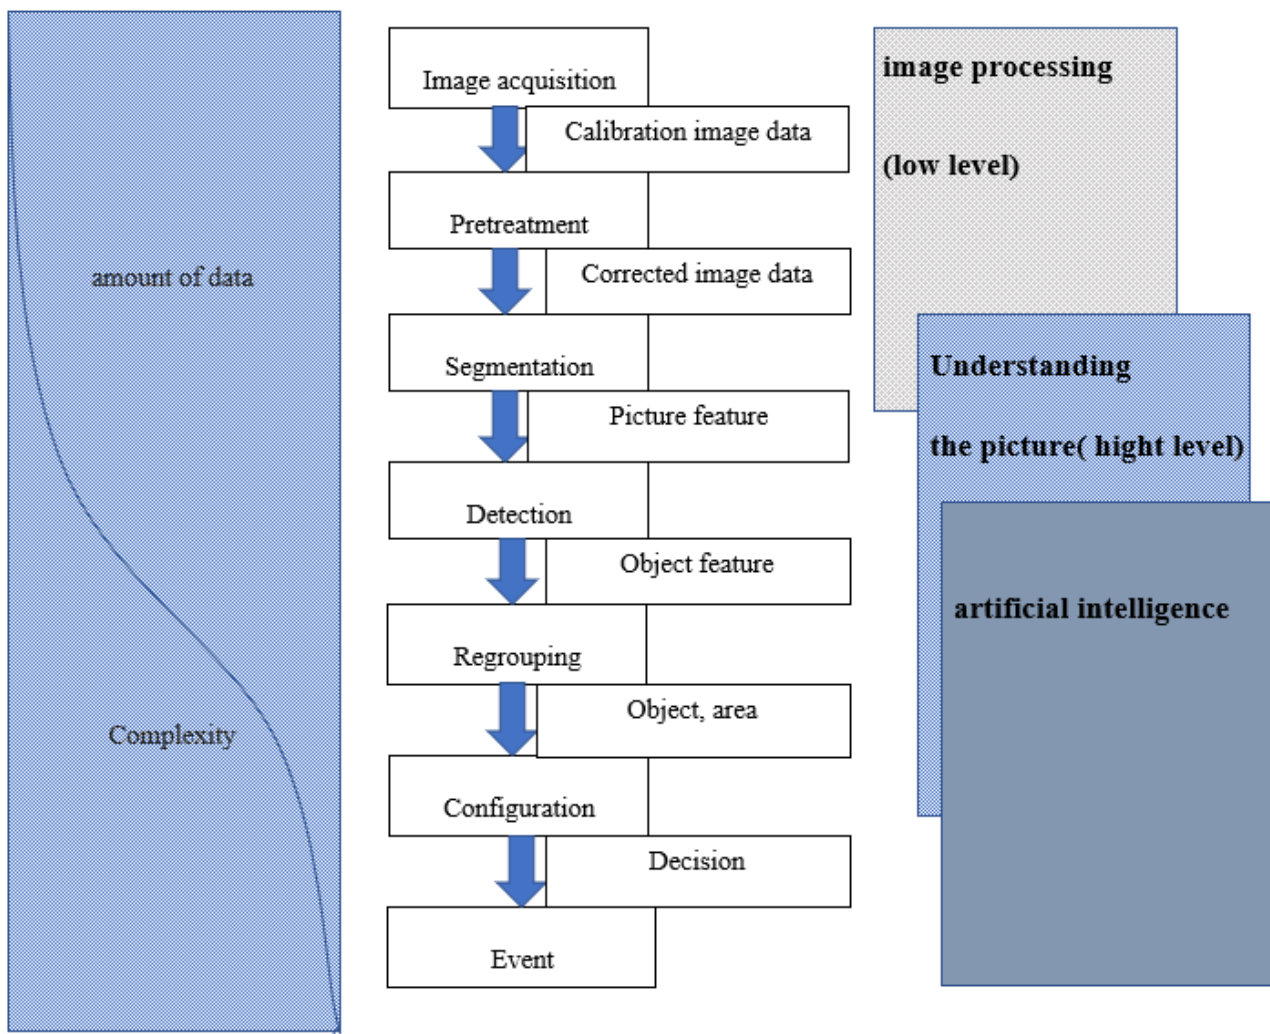 amount of data
Complexity
Image acquisition
Calibration image data
Pretreatment
Corrected image data
Segmentation
Picture feature
Detection
Object feature
Regrouping
Object, area
Configuration
Decision
Event
image processing
(low level)
Understanding
the picture( hight level)
artificial intelligence